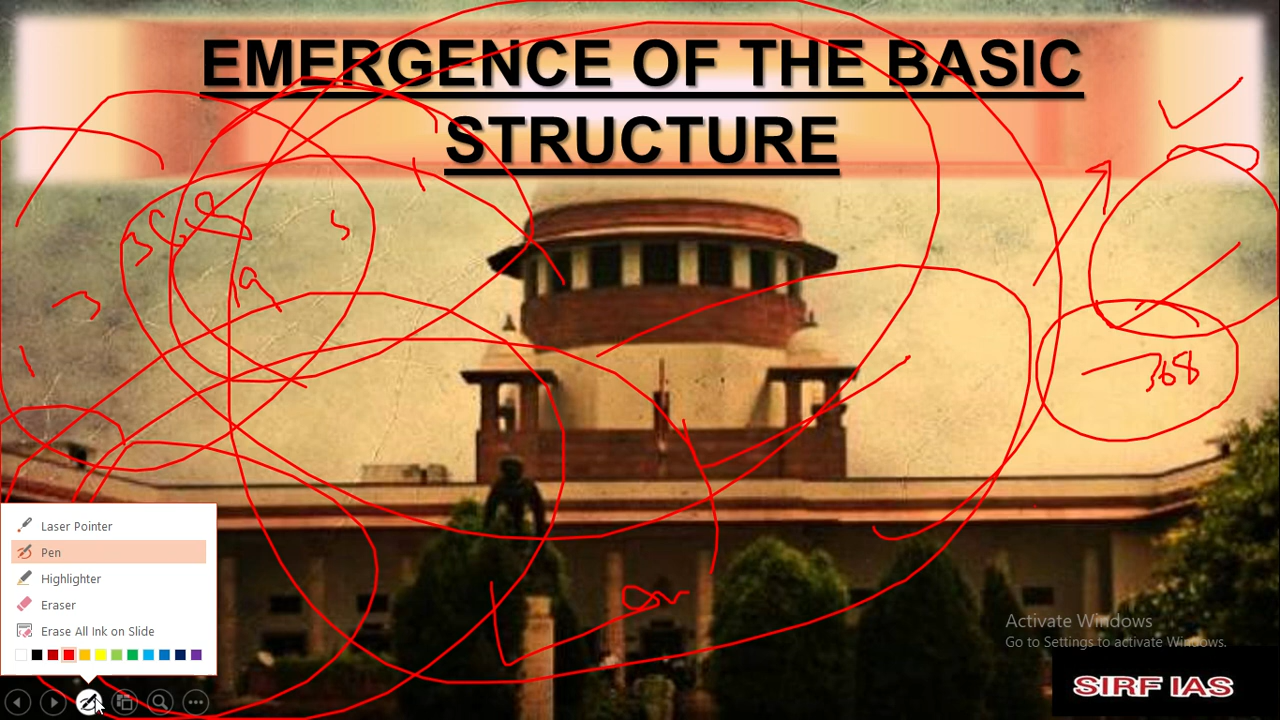 EMERGENCE OF THE BASIC
STRUCTURE
19
368
Laser Pointer
Pen
Highlighter
Eraser
Erase All Ink on Slide
Activate Windows
Go to Settings to activate Windows.
SIRF IAS